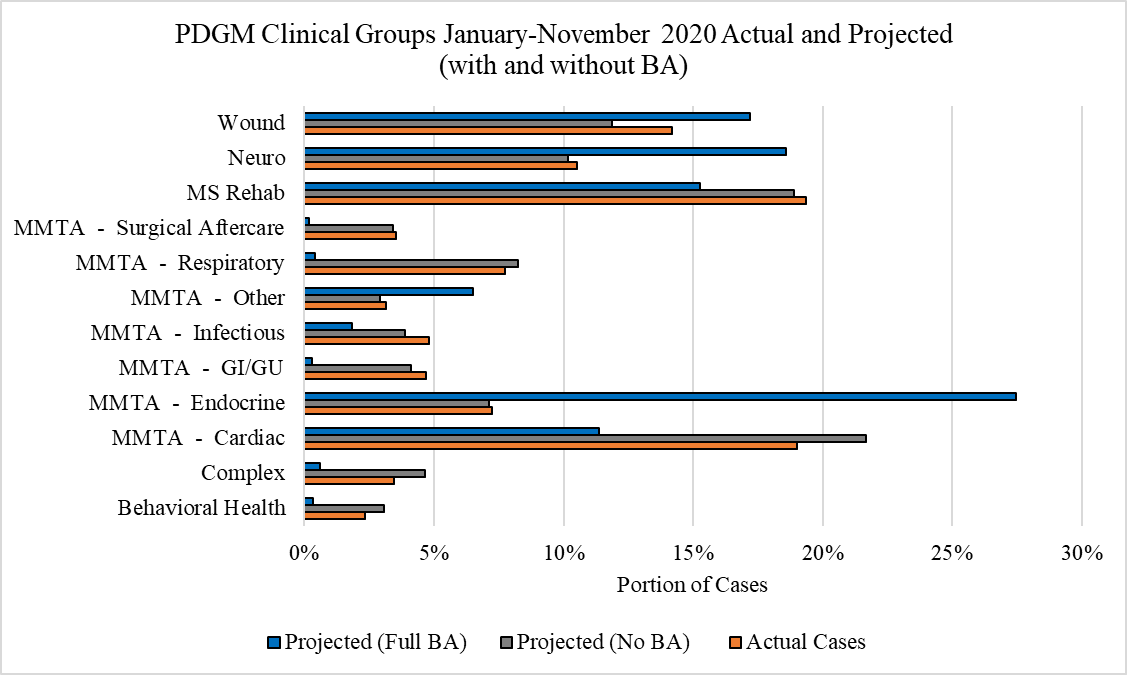 PDGM Clinical Groups January-November 2020 Actual and Projected
(with and without BA)
Wound
Neuro
MS Rehab
MMTA - Surgical Aftercare
MMTA - Respiratory
MMTA - Other
MMTA - Infectious
MMTA - GI/GU
MMTA - Endocrine
MMTA - Cardiac
Complex
Behavioral Health
0% 5% 10% 15% 20% 25% 30%
Portion of Cases
Projected (Full BA) Projected (No BA) Actual Cases